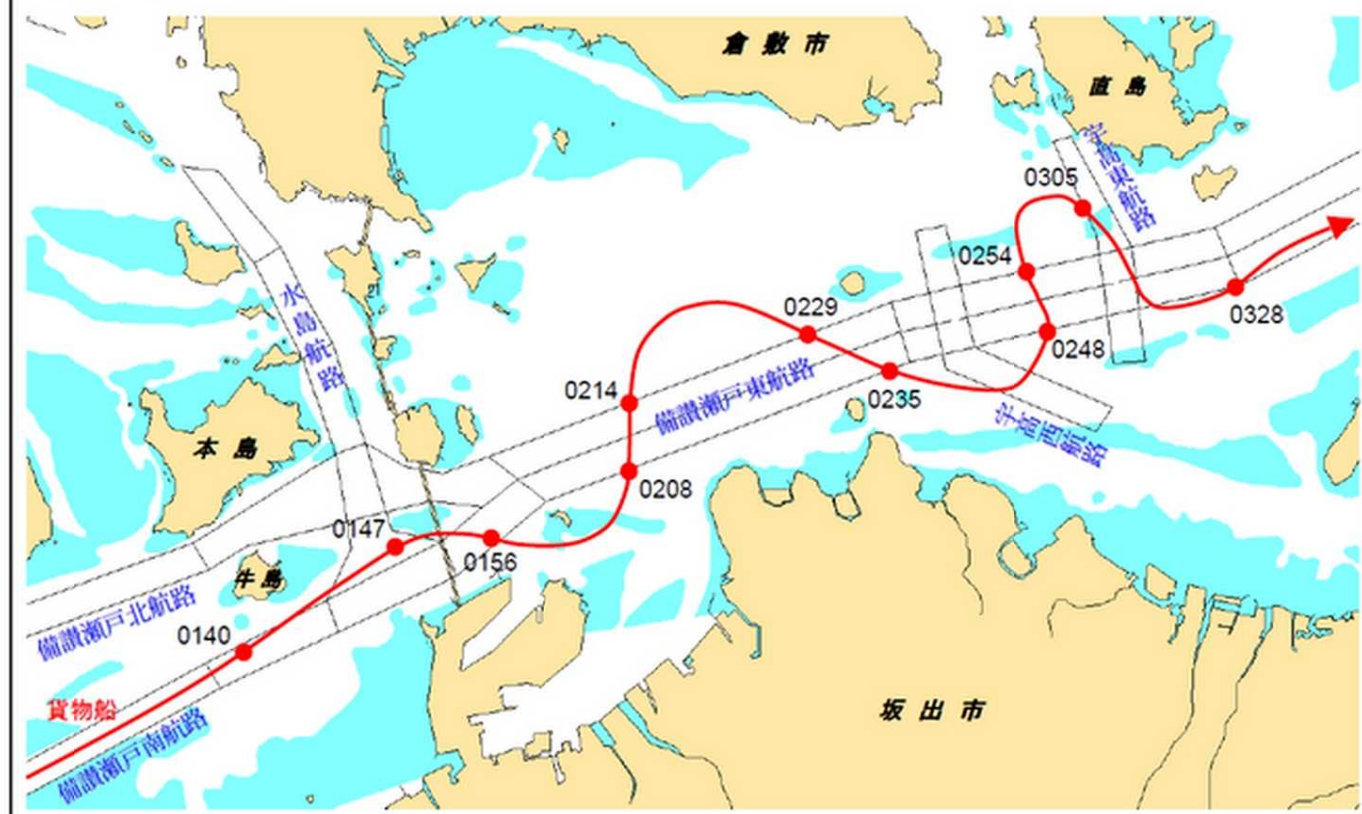 倉敷市
直島
宇高東航路
0305
0254
水島航路
0229
0328
0248
0214
備讃瀬戸東航路
0235
宇高西航路
本島
0208
0147
0156
牛島
備讃瀬戸北航路
0140
貨物船
坂出市
備讃瀬戸南航路